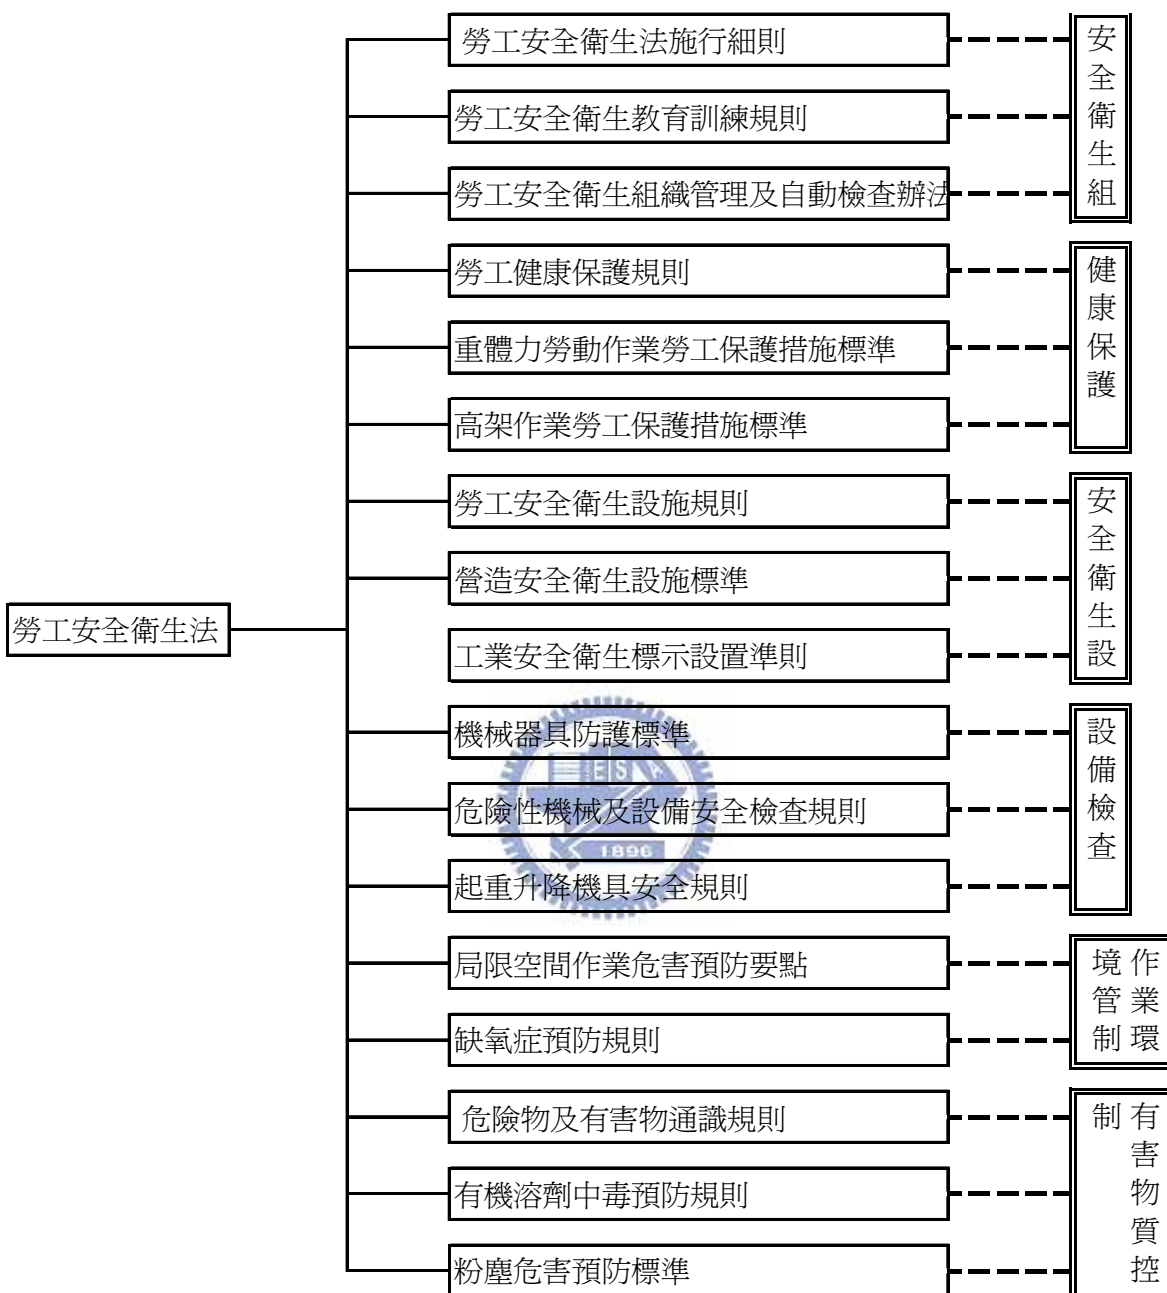 勞工安全衛生法
勞工安全衛生法施行細則
勞工安全衛生教育訓練規則
勞工安全衛生組織管理及自動檢查辦法
安全衛生組
勞工健康保護規則
重體力勞動作業勞工保護措施標準
高架作業勞工保護措施標準
健康保護
勞工安全衛生設施規則
營造安全衛生設施標準
工業安全衛生標示設置準則
安全衛生設
機械器具防護標準
危險性機械及設備安全檢查規則
起重升降機具安全規則
設備檢查
局限空間作業危害預防要點
缺氧症預防規則
作業環
境管制
危險物及有害物通識規則
有機溶劑中毒預防規則
粉塵危害預防標準
有害物質控
制
ESA
1896